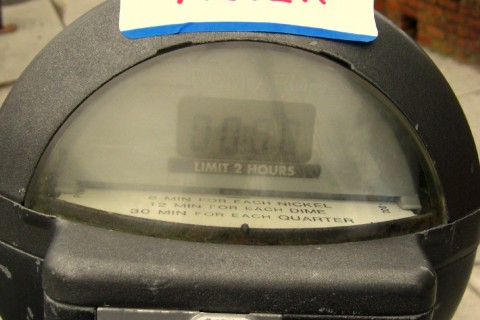 LIMIT 2 HOURS
6 MIN FOR EACH NICKEL
12 MIN FOR EACH DIME
30 MIN FOR EACH QUARTER